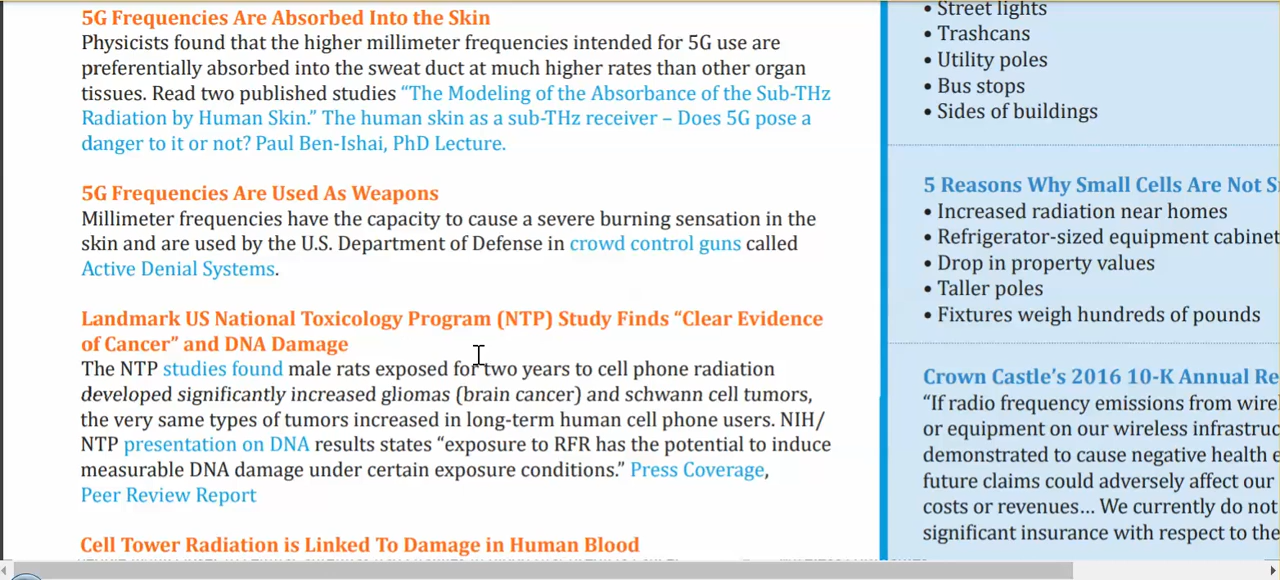 5G Frequencies Are Absorbed Into the Skin
Physicists found that the higher millimeter frequencies intended for 5G use are
preferentially absorbed into the sweat duct at much higher rates than other organ
tissues. Read two published studies “The Modeling of the Absorbance of the Sub-THz
Radiation by Human Skin.” The human skin as a sub-THz receiver – Does 5G pose a
danger to it or not? Paul Ben-Ishai, PhD Lecture.
5G Frequencies Are Used As Weapons
Millimeter frequencies have the capacity to cause a severe burning sensation in the
skin and are used by the U.S. Department of Defense in crowd control guns called
Active Denial Systems.
Landmark US National Toxicology Program (NTP) Study Finds “Clear Evidence
of Cancer” and DNA Damage
The NTP studies found male rats exposed for two years to cell phone radiation
developed significantly increased gliomas (brain cancer) and schwann cell tumors,
the very same types of tumors increased in long-term human cell phone users. NIH/
NTP presentation on DNA results states “exposure to RFR has the potential to induce
measurable DNA damage under certain exposure conditions.” Press Coverage,
Peer Review Report
Cell Tower Radiation is Linked To Damage in Human Blood
• Street lights
• Trashcans
• Utility poles
• Bus stops
• Sides of buildings
5 Reasons Why Small Cells Are Not S
• Increased radiation near homes
• Refrigerator-sized equipment cabinet
• Drop in property values
• Taller poles
• Fixtures weigh hundreds of pounds
Crown Castle’s 2016 10-K Annual Re
“If radio frequency emissions from wire
or equipment on our wireless infrastruc
demonstrated to cause negative health e
future claims could adversely affect our
costs or revenues… We currently do not
significant insurance with respect to the